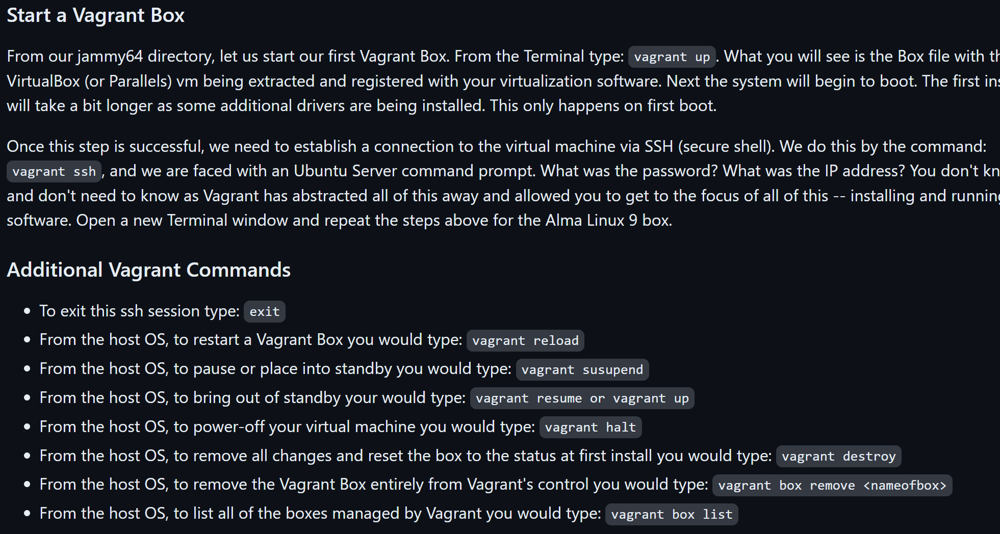 Start a Vagrant Box
From our jammy64 directory, let us start our first Vagrant Box. From the Terminal type: vagrant up. What you will see is the Box file with
VirtualBox (or Parallels) vm being extracted and registered with your virtualization software. Next the system will begin to boot. The first
will take a bit longer as some additional drivers are being installed. This only happens on first boot.
Once this step is successful, we need to establish a connection to the virtual machine via SSH (secure shell). We do this by the command:
vagrant ssh, and we are faced with an Ubuntu Server command prompt. What was the password? What was the IP address? You don't
and don't need to know as Vagrant has abstracted all of this away and allowed you to get to the focus of all of this -- installing and running
software. Open a new Terminal window and repeat the steps above for the Alma Linux 9 box.
Additional Vagrant Commands
• To exit this ssh session type: exit
• From the host OS, to restart a Vagrant Box you would type: vagrant reload
• From the host OS, to pause or place into standby you would type: vagrant susupend
• From the host OS, to bring out of standby your would type: vagrant resume or vagrant up
• From the host OS, to power-off your virtual machine you would type: vagrant halt
• From the host OS, to remove all changes and reset the box to the status at first install you would type: vagrant destroy
• From the host OS, to remove the Vagrant Box entirely from Vagrant's control you would type: vagrant box remove <nameofbox>
• From the host OS, to list all of the boxes managed by Vagrant you would type: vagrant box list